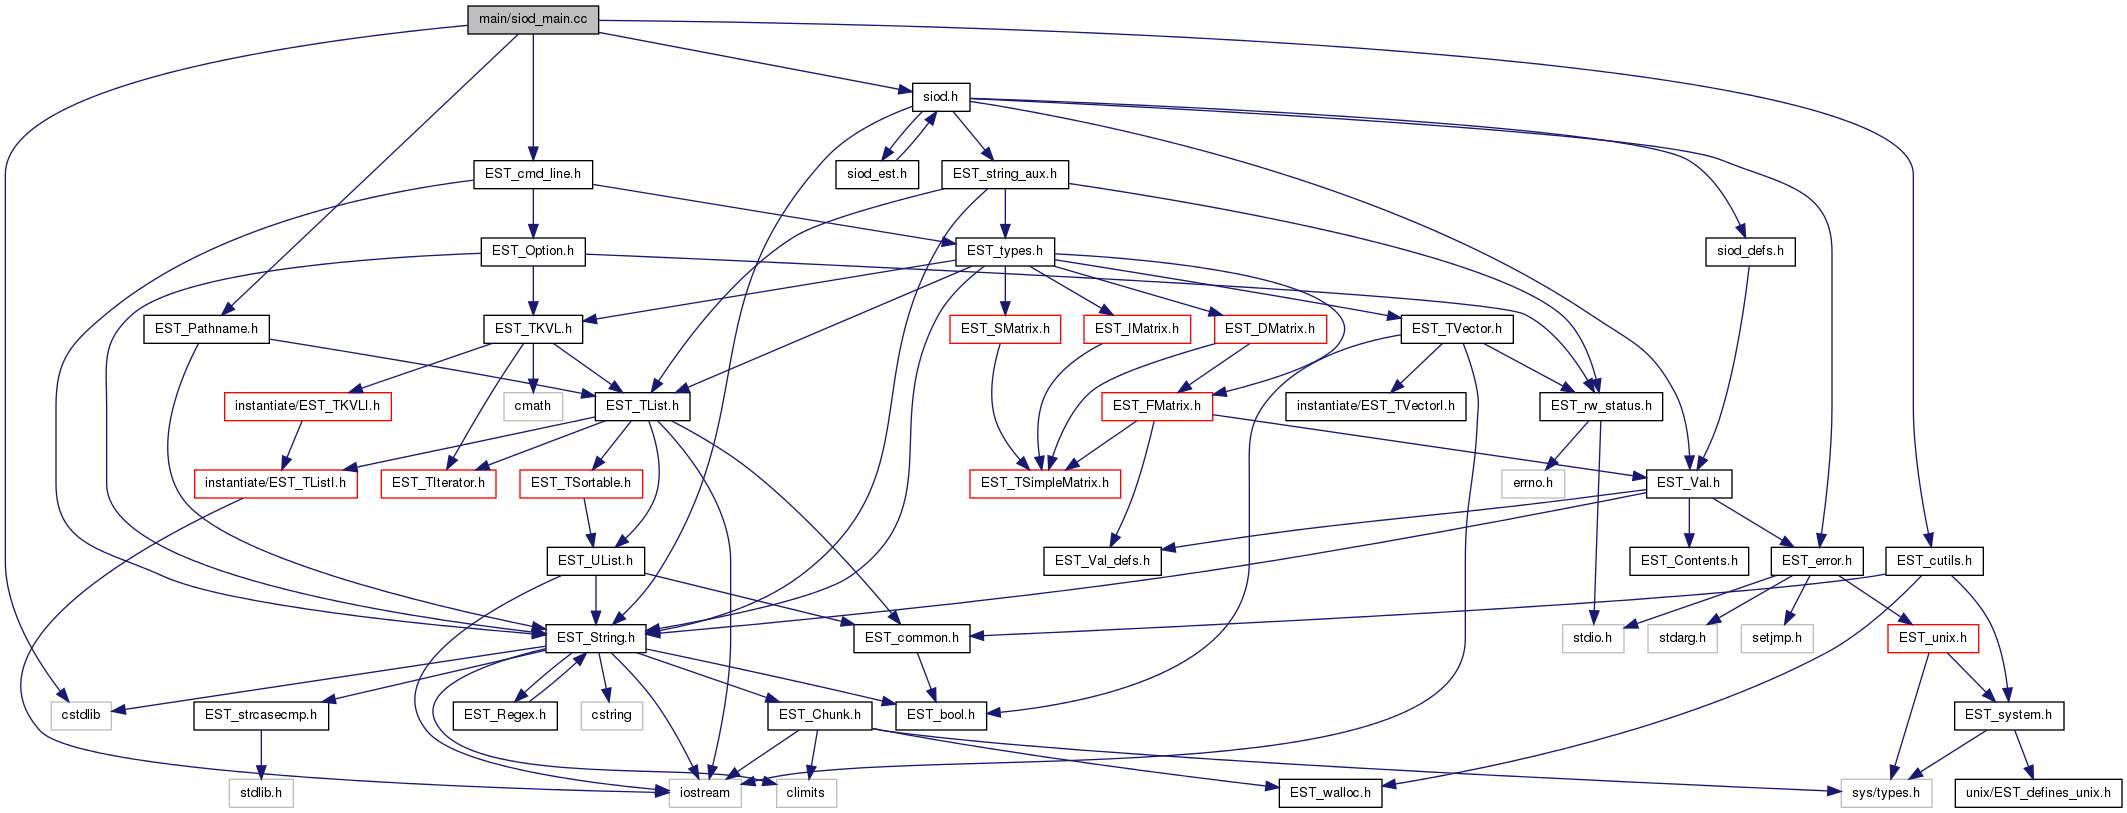 main/siod_main.cc
siod.h
EST_cmd_line.h
siod_est.h
EST_string_aux.h
EST_Option.h
EST_types.h
siod_defs.h
EST_Pathname.h
EST_TKVL.h
EST_SMatrix.h
EST_IMatrix.h
EST_DMatrix.h
EST_TVector.h
instantiate/EST_TKVLI.h
cmath
EST_TList.h
EST_FMatrix.h
instantiate/EST_TVectorI.h
EST_rw_status.h
instantiate/EST_TListI.h
EST_TIterator.h
EST_TSortable.h
EST_TSimpleMatrix.h
errno.h
EST_Val.h
EST_UList.h
EST_Val_defs.h
EST_Contents.h
EST_error.h
EST_cutils.h
EST_String.h
EST_common.h
stdio.h
stdarg.h
setjmp.h
EST_unix.h
cstdlib
EST_strcasecmp.h
EST_Regex.h
cstring
EST_Chunk.h
EST_bool.h
EST_system.h
stdlib.h
iostream
climits
EST_walloc.h
sys/types.h
unix/EST_defines_unix.h